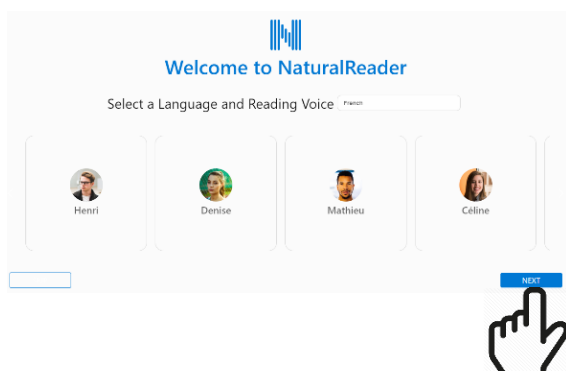 Welcome to NaturalReader
Select a Language and Reading Voice French
Henri
Denise
Mathieu
Céline
NEXT